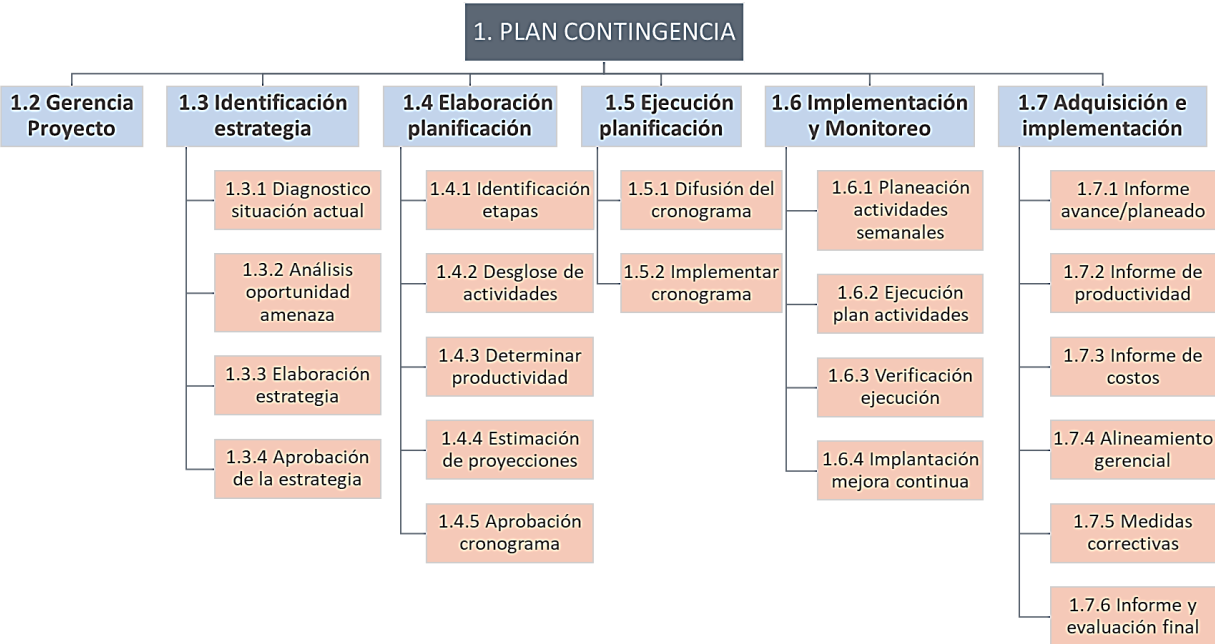 1. PLAN CONTINGENCIA
1.2 Gerencia
Proyecto
1.3 Identificación
estrategia
1.3.1 Diagnostico
situación actual
1.3.2 Análisis
oportunidad
amenaza
1.3.3 Elaboración
estrategia
1.3.4 Aprobación
de la estrategia
1.4 Elaboración
planificación
1.4.1 Identificación
etapas
1.4.2 Desglose de
actividades
1.4.3 Determinar
productividad
1.4.4 Estimación
de proyecciones
1.4.5 Aprobación
cronograma
1.5 Ejecución
planificación
1.5.1 Difusión del
cronograma
1.5.2 Implementar
cronograma
1.6 Implementación
y Monitoreo
1.6.1 Planeación
actividades
semanales
1.6.2 Ejecución
plan actividades
1.6.3 Verificación
ejecución
1.6.4 Implantación
mejora continua
1.7 Adquisición e
implementación
1.7.1 Informe
avance/planeado
1.7.2 Informe de
productividad
1.7.3 Informe de
costos
1.7.4 Alineamiento
gerencial
1.7.5 Medidas
correctivas
1.7.6 Informe y
evaluación final